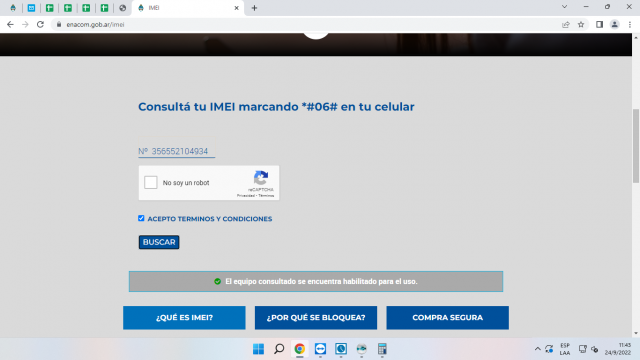 IMEI
enacom.gob.ar/imei
Consultá tu IMEI marcando *#06# en tu celular
Nº 356552104934
No soy un robot
reCAPTCHA
Privacidad - Términos
ACEPTO TERMINOS Y CONDICIONES
BUSCAR
El equipo consultado se encuentra habilitado para el uso.
¿QUÉ ES IMEI?
¿POR QUÉ SE BLOQUEA?
COMPRA SEGURA
ESP
LAA
11:43
24/9/2022